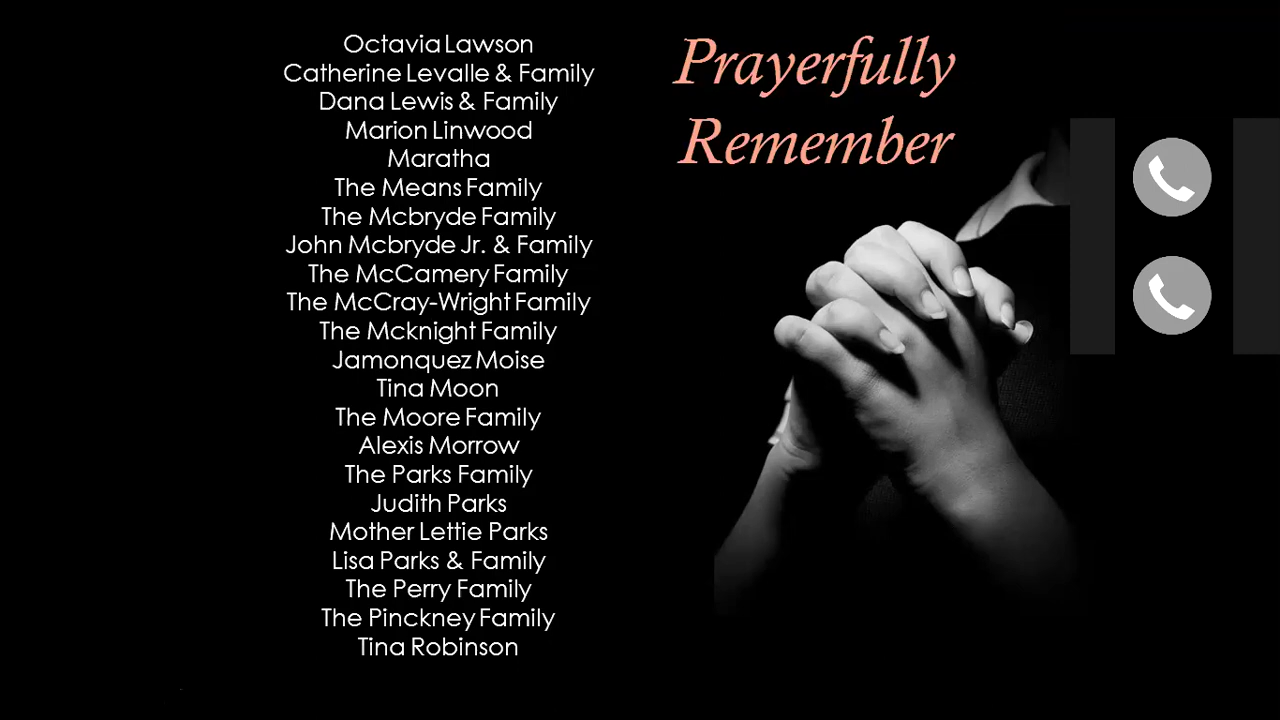 Octavia Lawson
Catherine Levalle & Family
Dana Lewis & Family
Marion Linwood
Maratha
The Means Family
The Mcbryde Family
John Mcbryde Jr. & Family
The McCamery Family
The McCray-Wright Family
The Mcknight Family
Jamonquez Moise
Tina Moon
The Moore Family
Alexis Morrow
The Parks Family
Judith Parks
Mother Lettie Parks
Lisa Parks & Family
The Perry Family
The Pinckney Family
Tina Robinson
Prayerfully
Remember